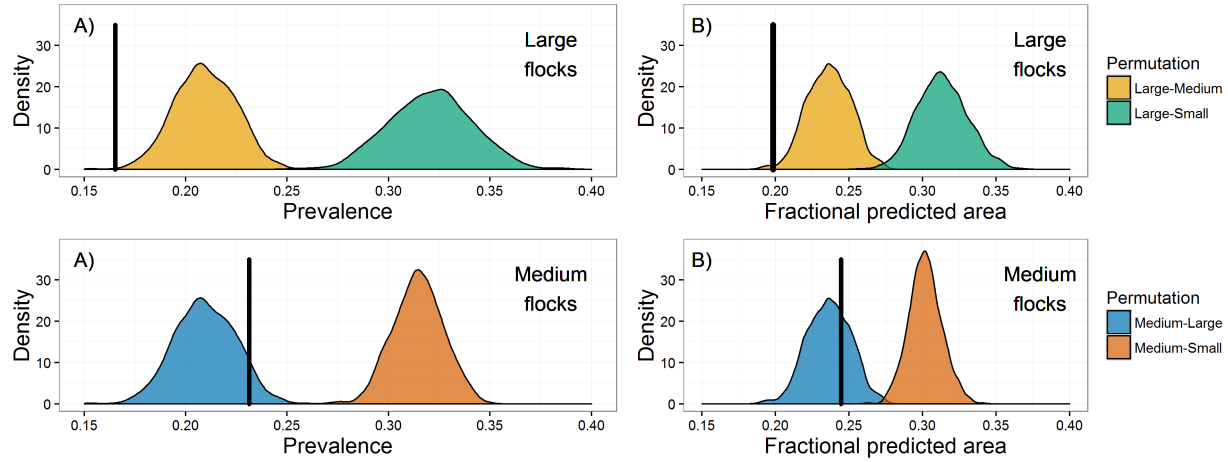 A)
Large
flocks
Density
30
20
10
0
0.15 0.20 0.25 0.30 0.35 0.40
Prevalence
B)
Large
flocks
Density
30
20
10
0
0.15 0.20 0.25 0.30 0.35 0.40
Fractional predicted area
Permutation
Large-Medium
Large-Small
A)
Medium
flocks
Density
30
20
10
0
0.15 0.20 0.25 0.30 0.35 0.40
Prevalence
B)
Medium
flocks
Density
30
20
10
0
0.15 0.20 0.25 0.30 0.35 0.40
Fractional predicted area
Permutation
Medium-Large
Medium-Small